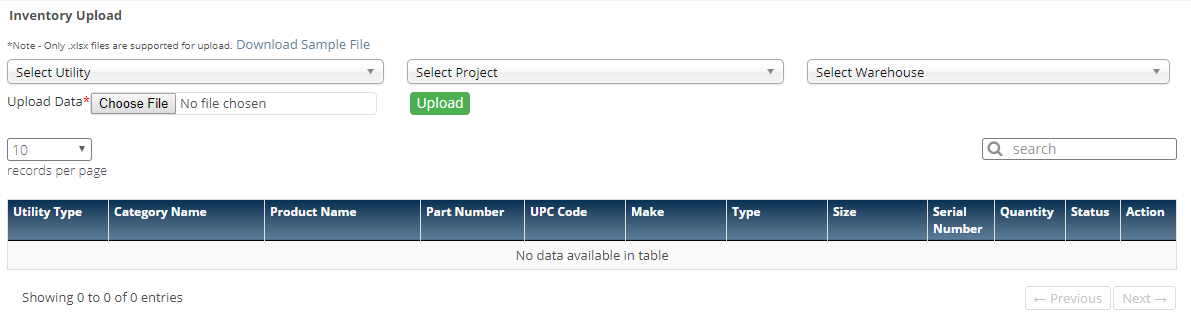 Inventory Upload
*Note - Only .xlsx files are supported for upload. Download Sample File
Select Utility Select Project Select Warehouse
Upload Data* Choose File No file chosen Upload
10 search
records per page
Utility Type Category Name Product Name Part Number UPC Code Make Type Size Serial Number Quantity Status Action
No data available in table
Showing 0 to 0 of 0 entries ← Previous Next →